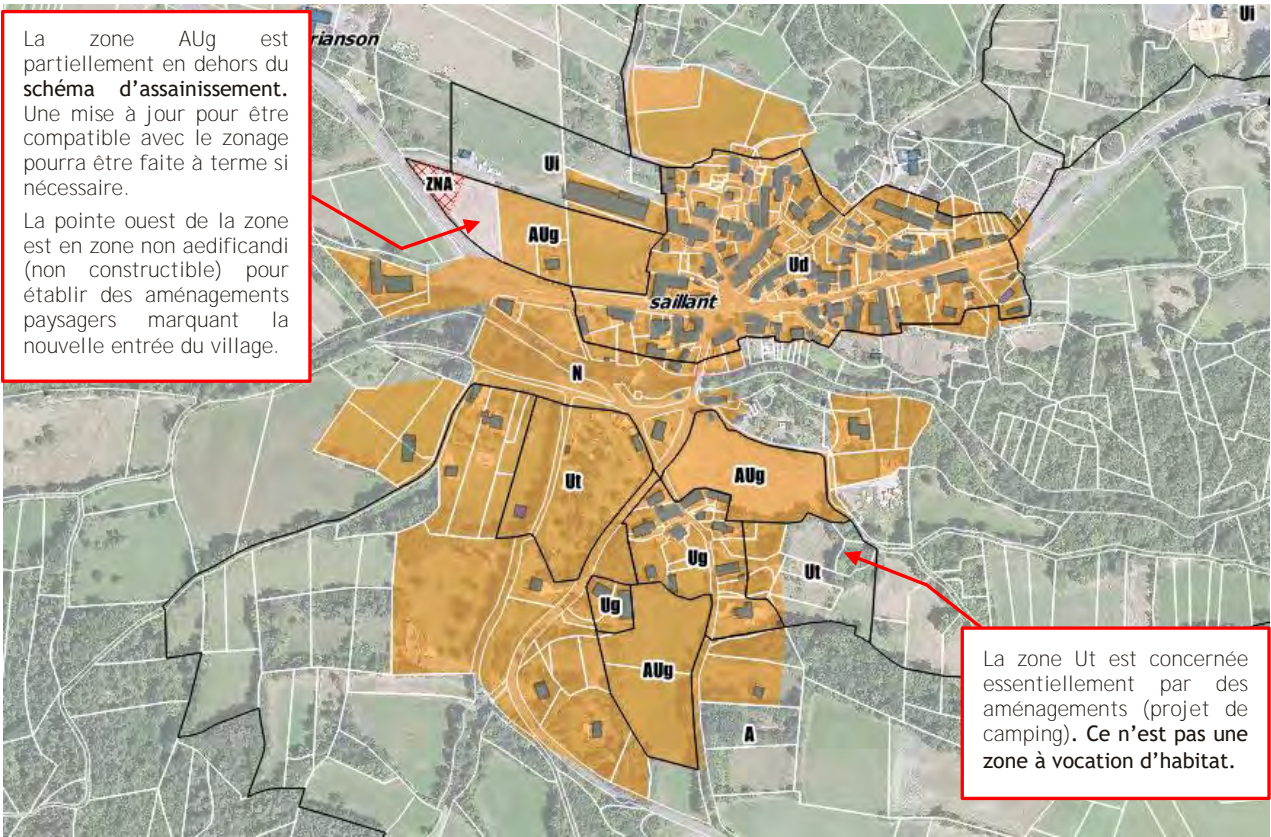 La zone AUg est
partiellement en dehors du
schéma d'assainissement.
Une mise à jour pour être
compatible avec le zonage
pourra être faite à terme si
nécessaire.
La pointe ouest de la zone
est en zone non aedificandi
(non constructible) pour
établir des aménagements
paysagers marquant la
nouvelle entrée du village.
rianson
Ui
Ui
ZNA
AUg
Ud
saillant
N
Ut
AUg
Ug
Ut
Ug
AUg
A
La zone Ut est concernée
essentiellement par des
aménagements (projet de
camping). Ce n'est pas une
zone à vocation d'habitat.